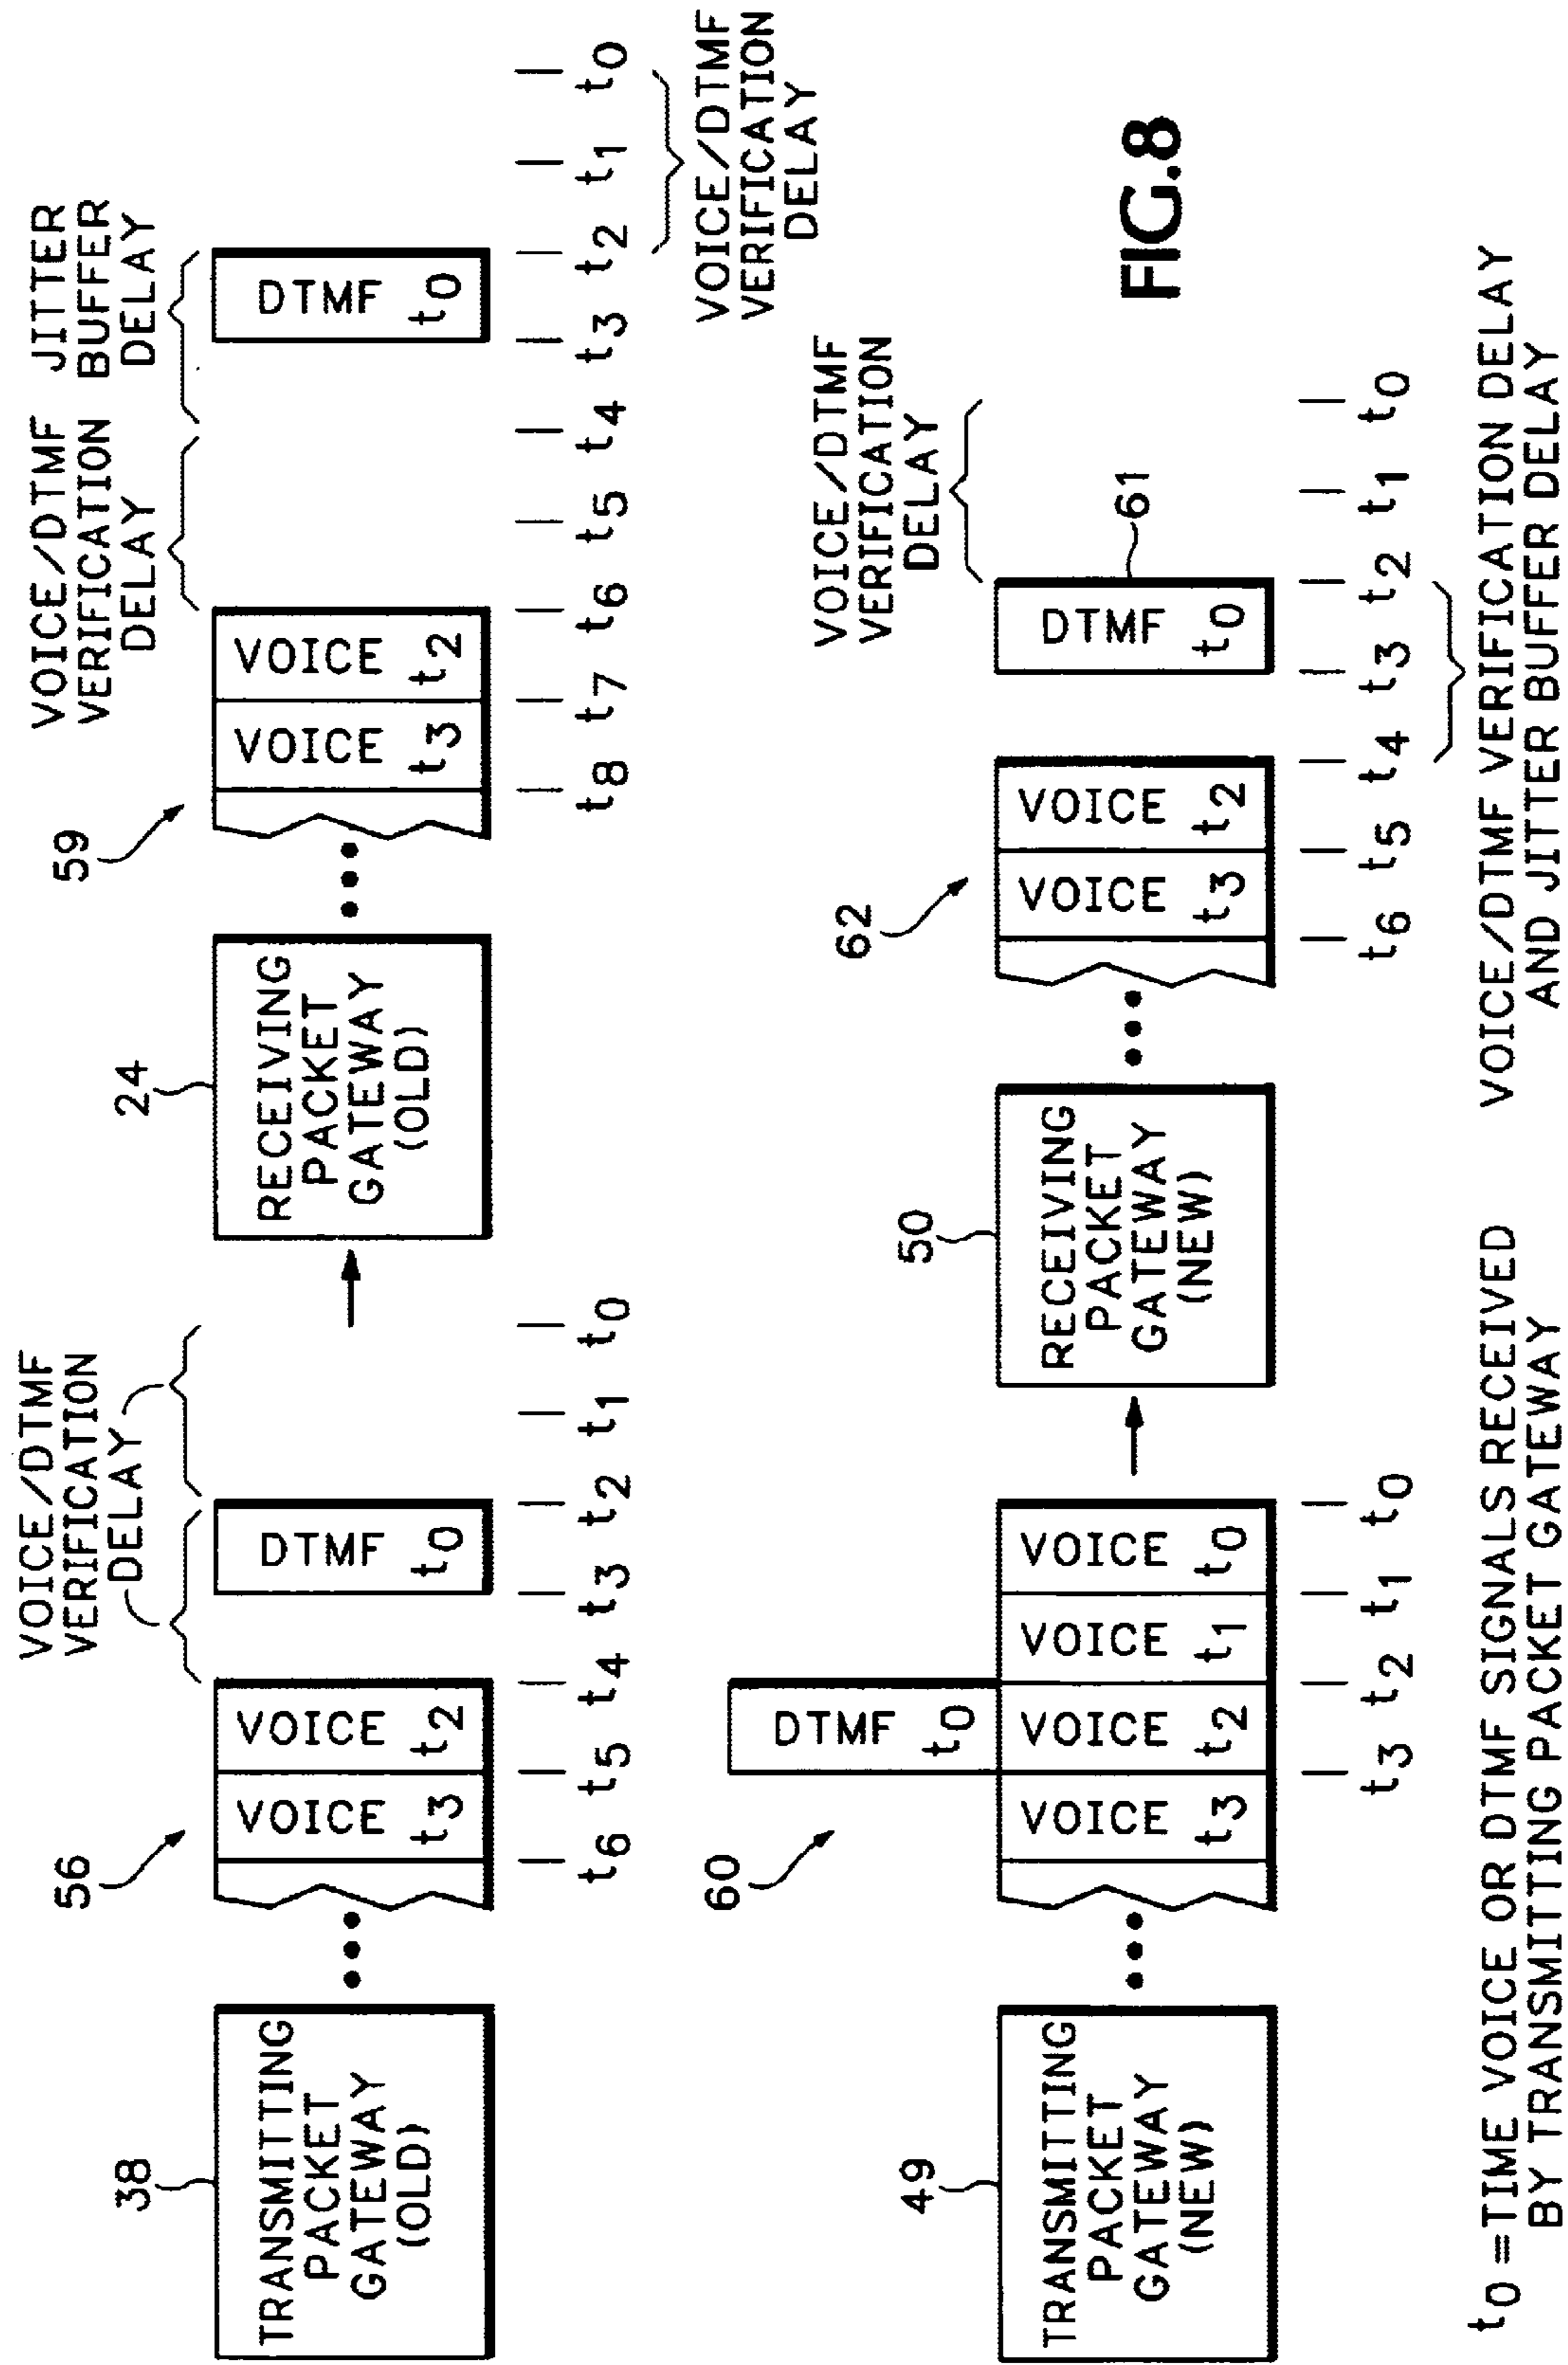 38
TRANSMITTING
PACKET
GATEWAY
(OLD)
56
VOICE t3
VOICE t2
DTMF t0
VOICE/DTMF
VERIFICATION
DELAY
t6 t5 t4 t3 t2 t1 t0
24
RECEIVING
PACKET
GATEWAY
(OLD)
59
VOICE t3
VOICE t2
DTMF t0
VOICE/DTMF
VERIFICATION
DELAY
JITTER
BUFFER
DELAY
t8 t7 t6 t5 t4 t3 t2 t1 t0
VOICE/DTMF
VERIFICATION
DELAY
49
TRANSMITTING
PACKET
GATEWAY
(NEW)
60
DTMF t0
VOICE t3
VOICE t2
VOICE t1
VOICE t0
t3 t2 t1 t0
50
RECEIVING
PACKET
GATEWAY
(NEW)
62
VOICE t3
VOICE t2
DTMF t0
61
VOICE/DTMF
VERIFICATION
DELAY
t6 t5 t4 t3 t2 t1 t0
VOICE/DTMF VERIFICATION DELAY
AND JITTER BUFFER DELAY
t0 =TIME VOICE OR DTMF SIGNALS RECEIVED
BY TRANSMITTING PACKET GATEWAY
FIG.8